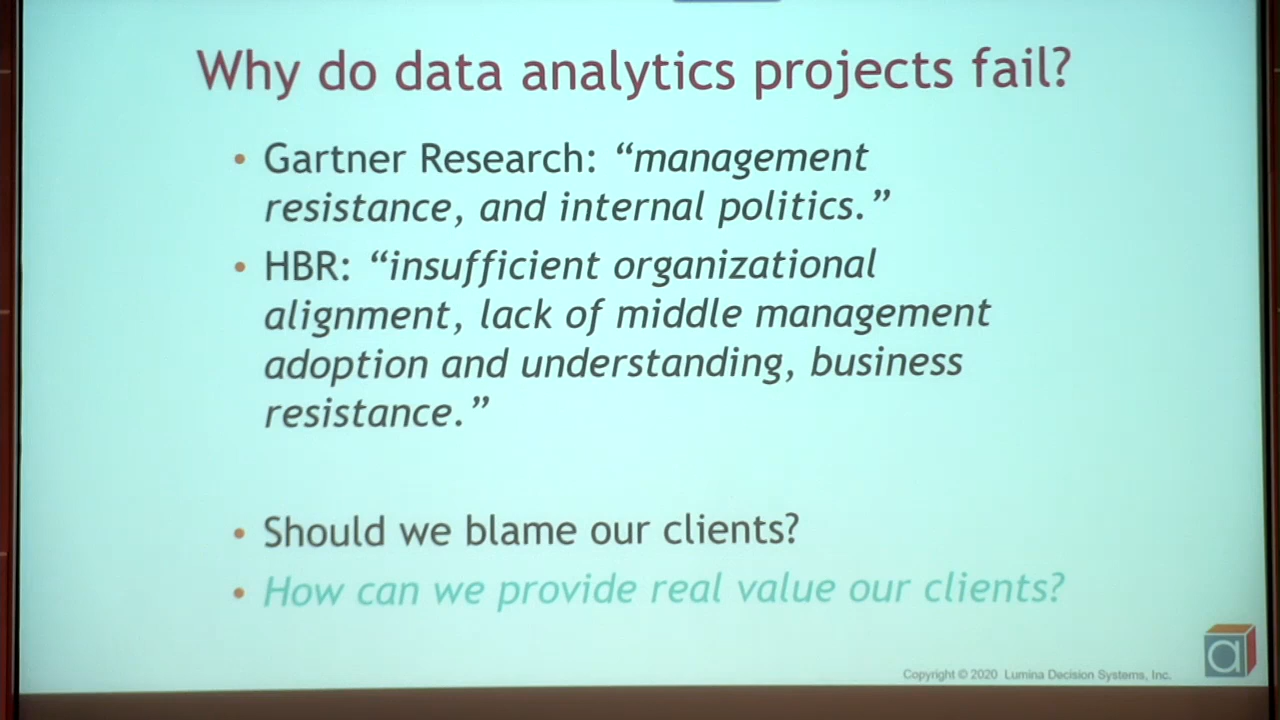 Why do data analytics projects fail?
• Gartner Research: “management
resistance, and internal politics.”
• HBR: “insufficient organizational
alignment, lack of middle management
adoption and understanding, business
resistance.”
• Should we blame our clients?
• How can we provide real value our clients?
Copyright © 2020 Lumina Decision Systems, Inc.
a